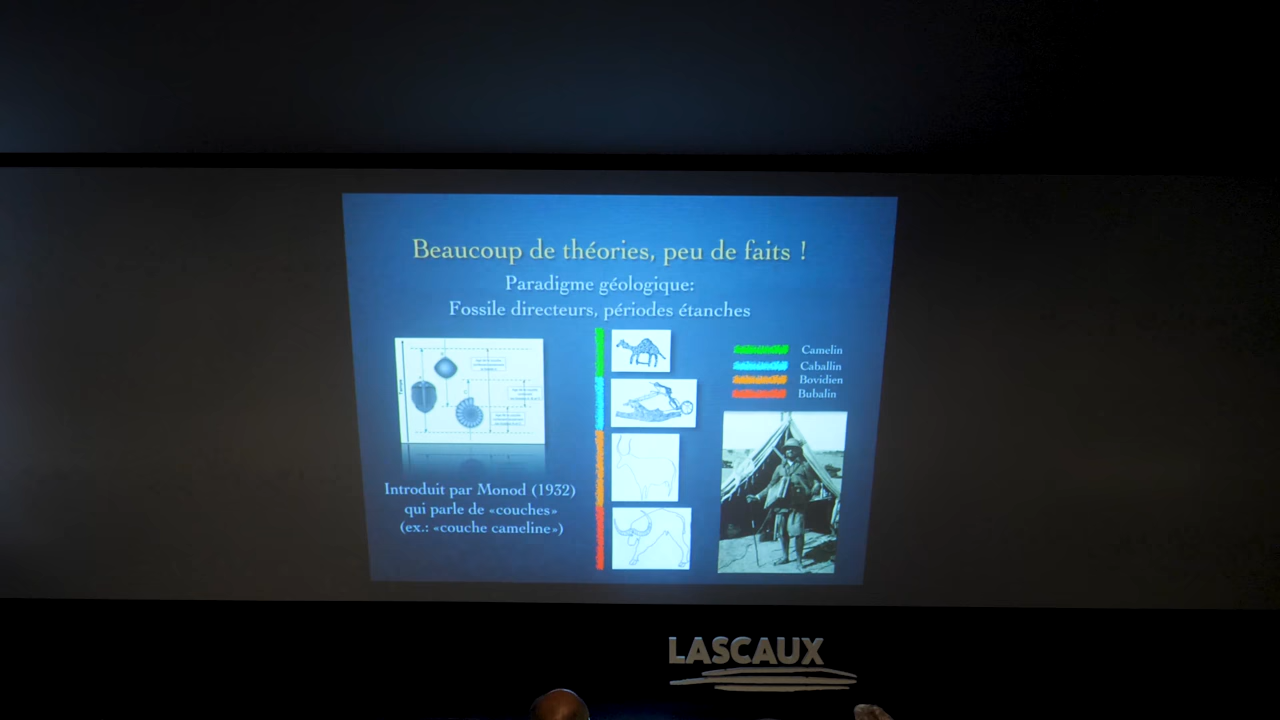 Beaucoup de théories, peu de faits !
Paradigme géologique:
Fossile directeurs, périodes étanches
Camelin
Caballin
Bovidien
Bubalin
Introduit par Monod (1932)
qui parle de «couches»
(ex.: «couche cameline»)
LASCAUX